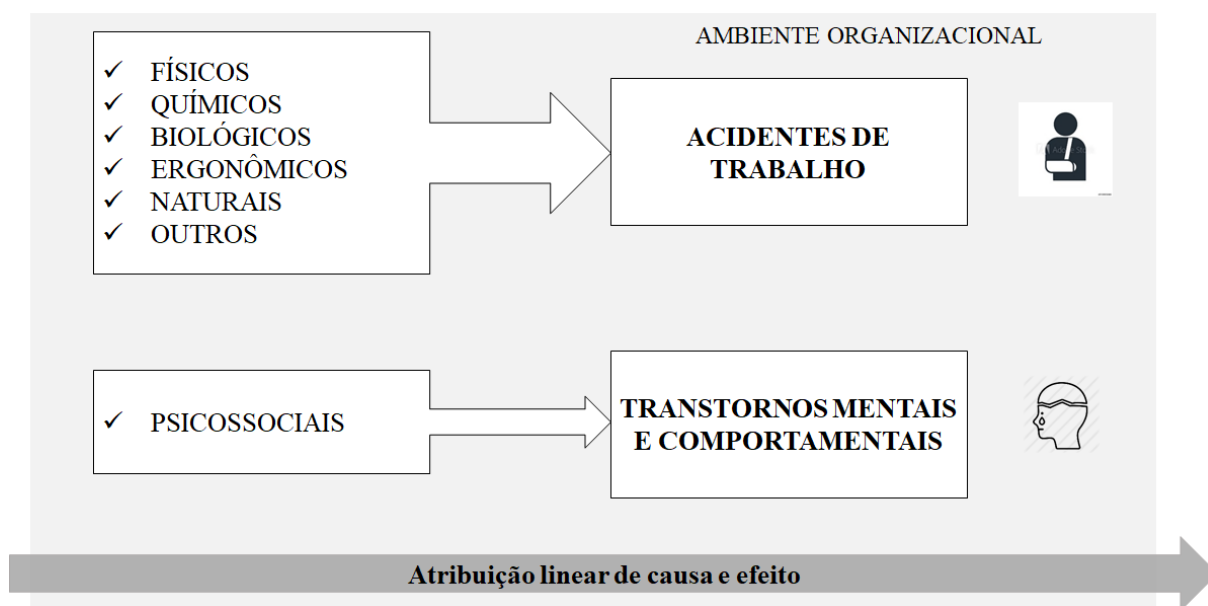 AMBIENTE ORGANIZACIONAL
✓ FÍSICOS
✓ QUÍMICOS
✓ BIOLÓGICOS
✓ ERGONÔMICOS
✓ NATURAIS
✓ OUTROS
ACIDENTES DE
TRABALHO
✓ PSICOSSOCIAIS
TRANSTORNOS MENTAIS
E COMPORTAMENTAIS
Atribuição linear de causa e efeito